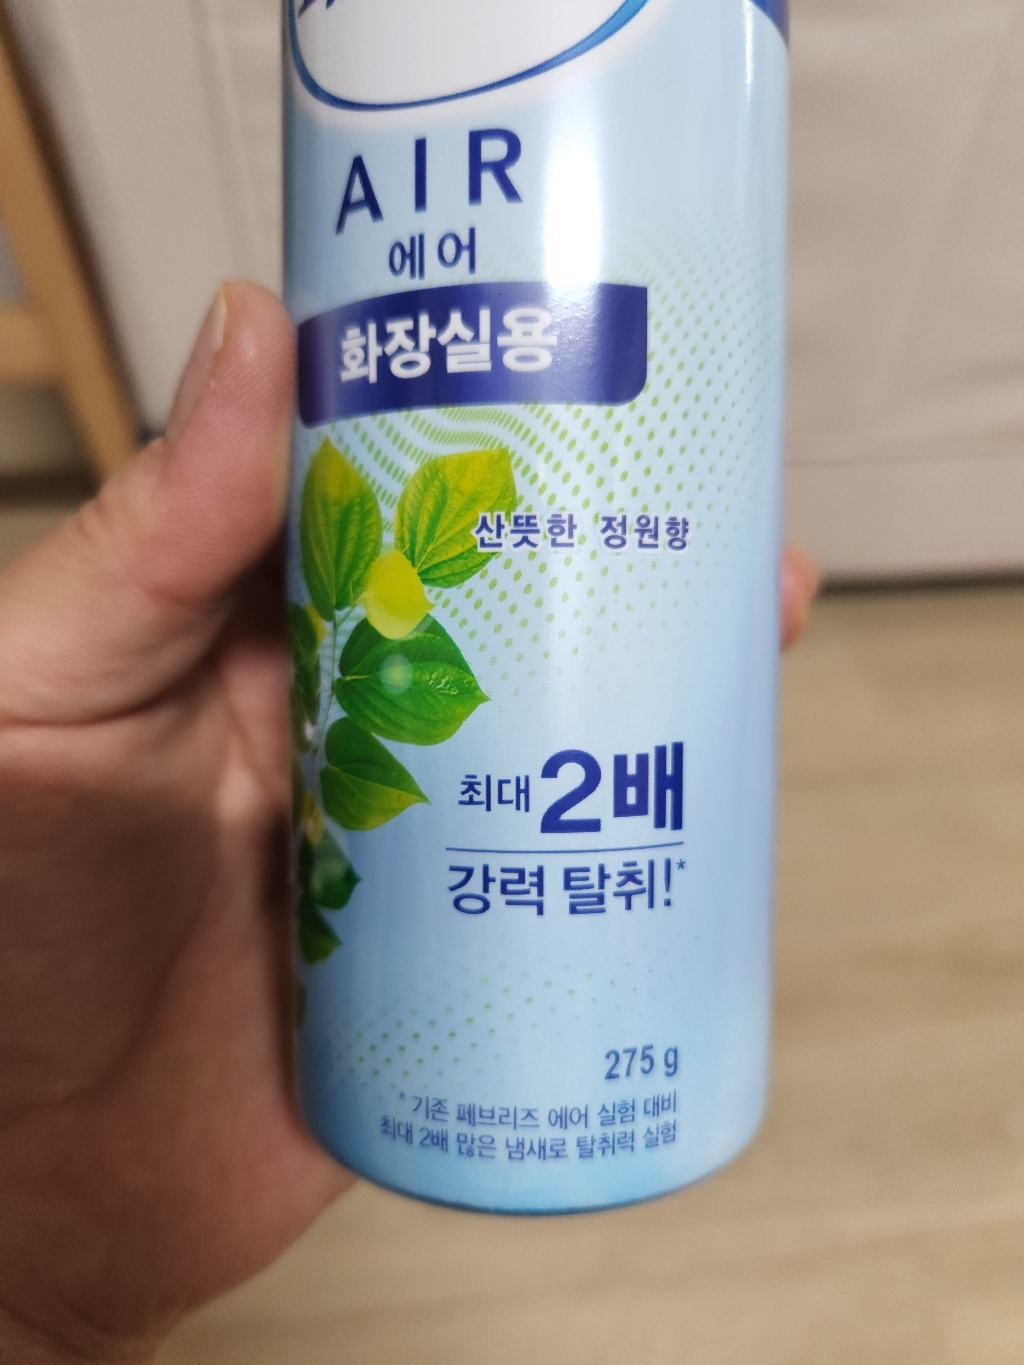 AIR
에어
화장실용
산뜻한 정원향
최대 2배
강력 탈취!*
275 g
* 기존 페브리즈 에어 실험 대비
최대 2배 많은 냄새로 탈취력 실험